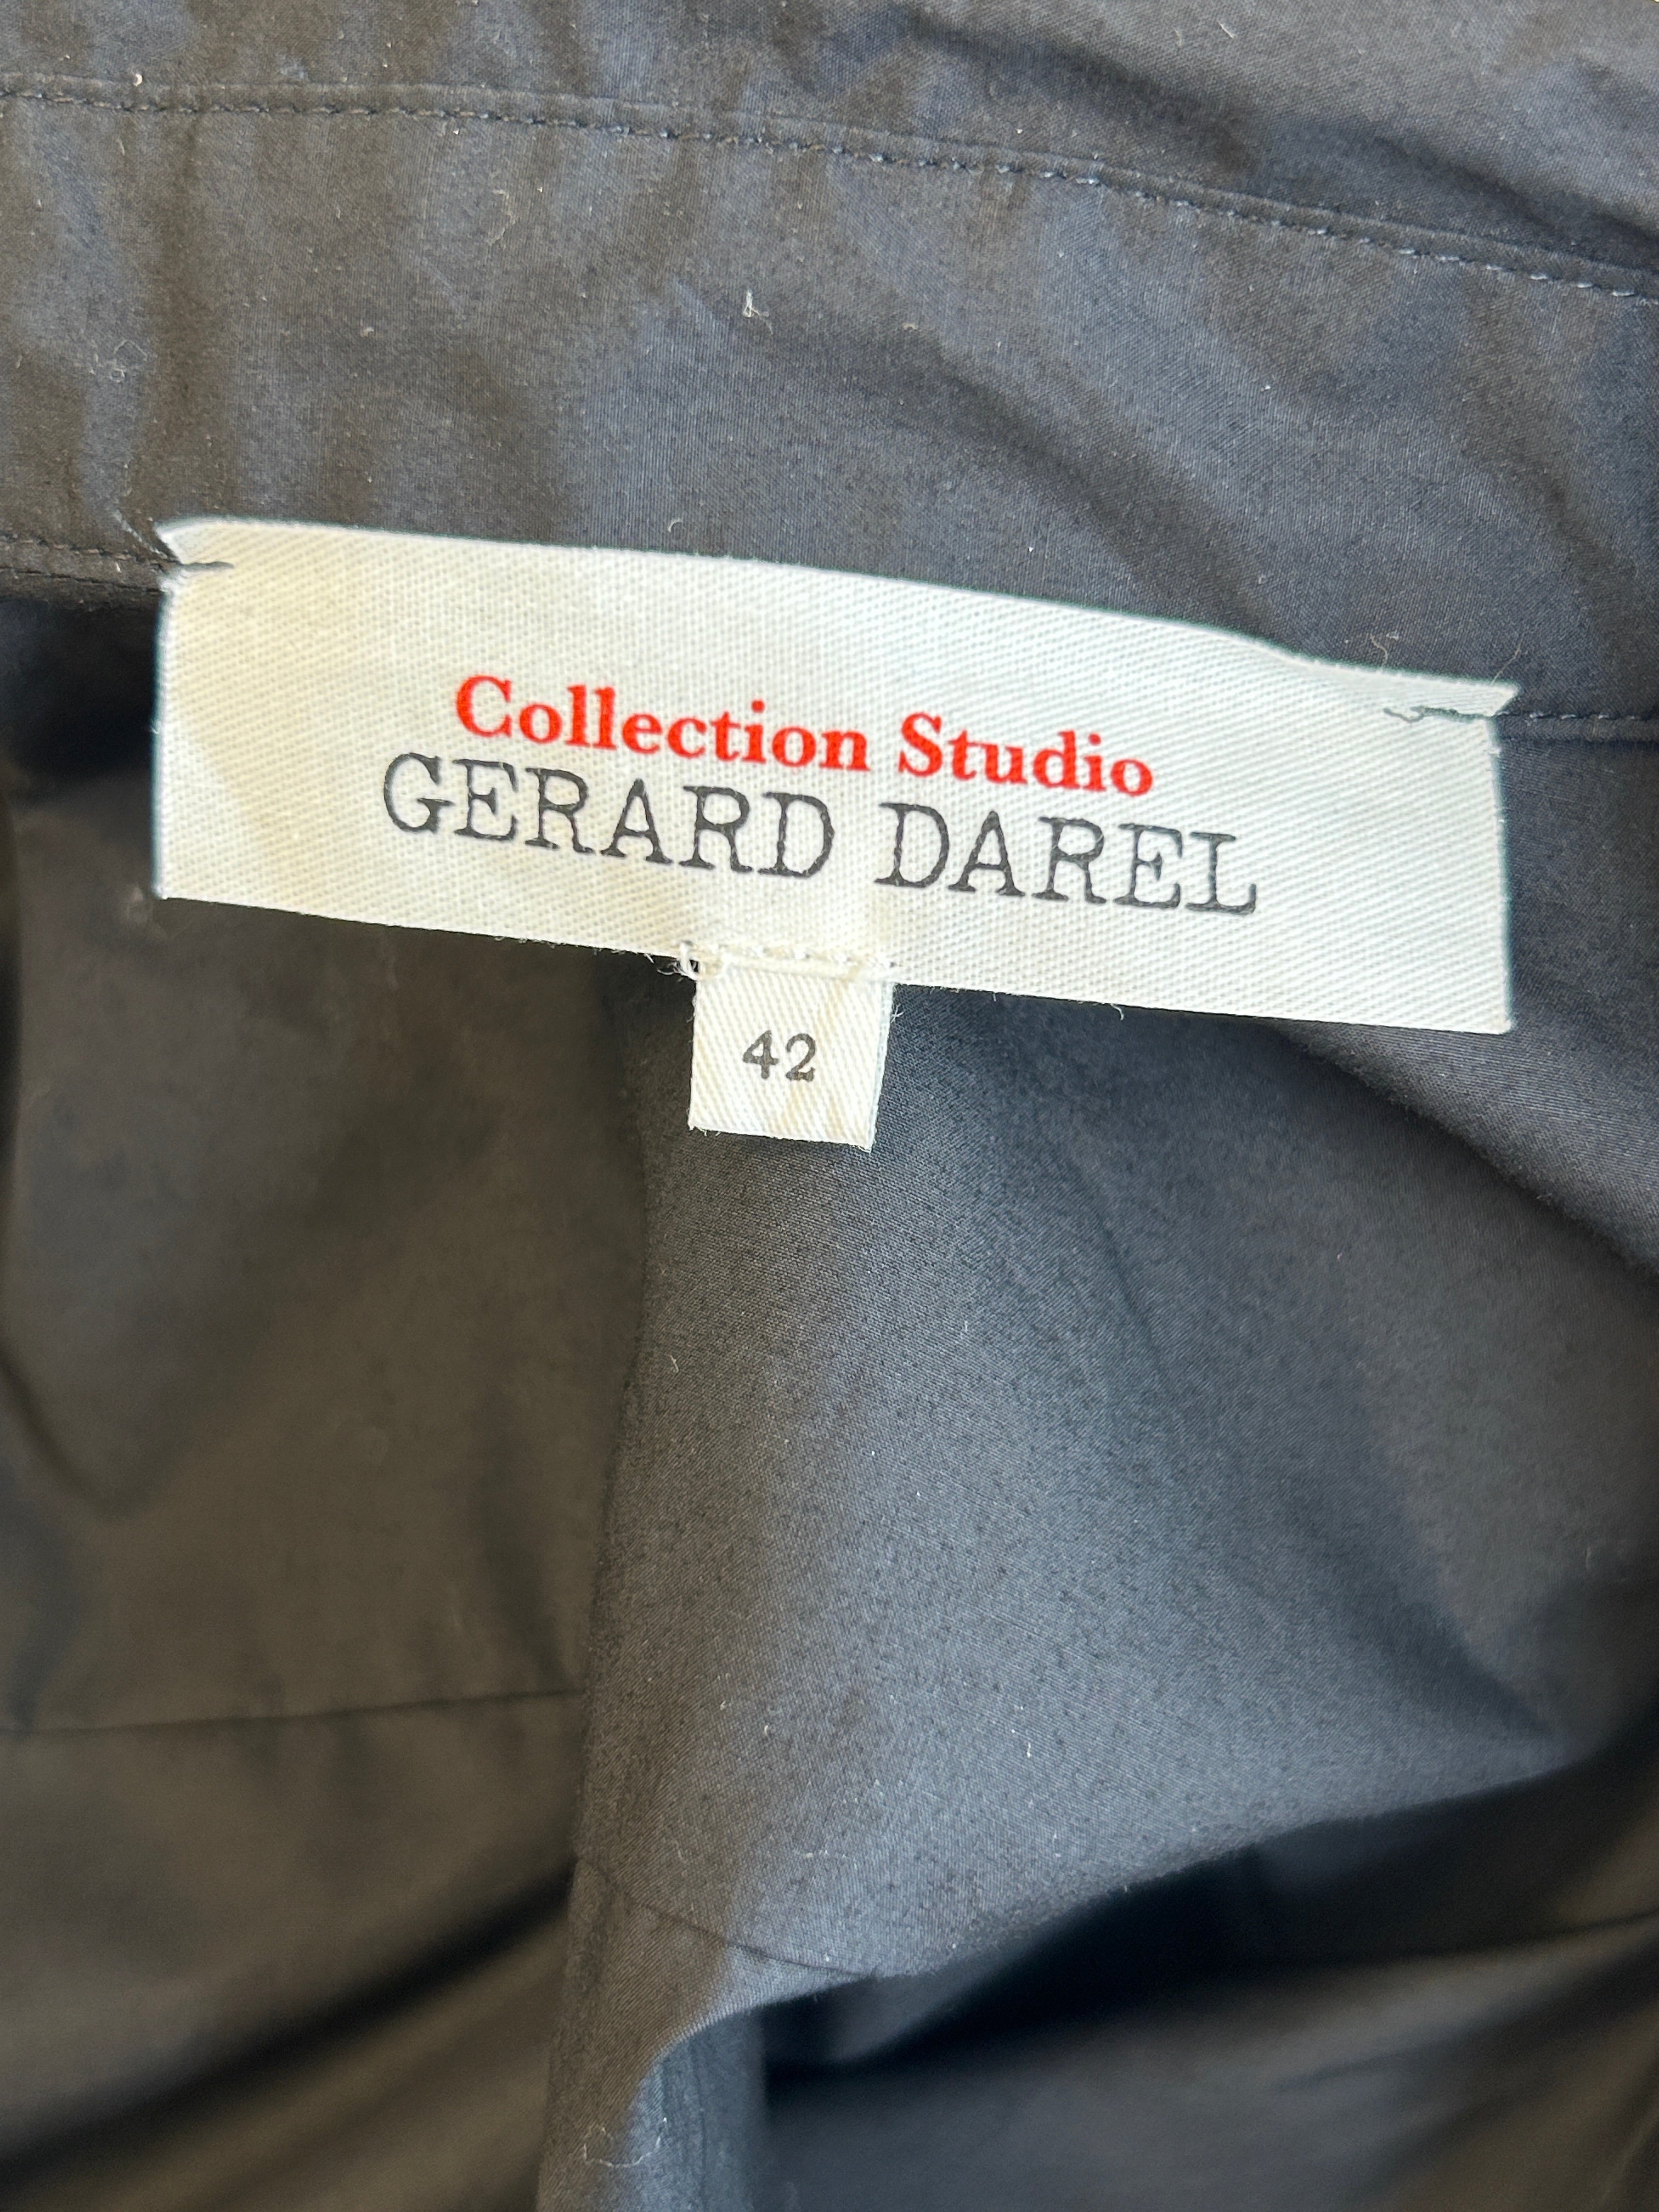 Collection Studio
GERARD DAREL
42